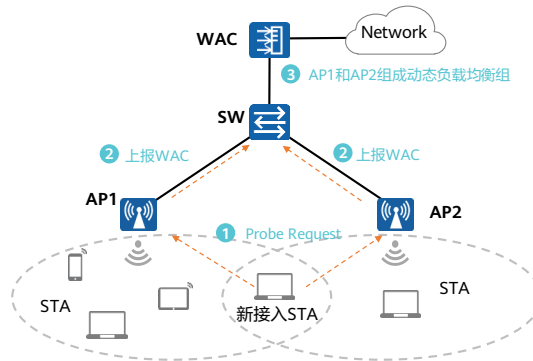 WAC
Network
3 AP1和AP2组成动态负载均衡组
SW
2 上报WAC
2 上报WAC
AP1
AP2
1 Probe Request
STA
STA
新接入STA